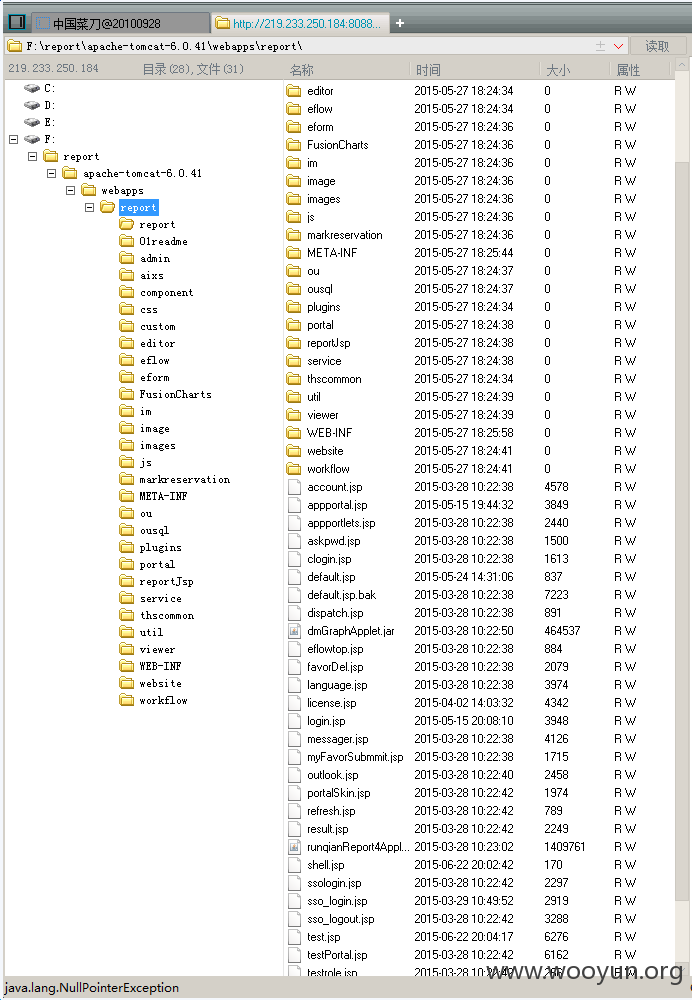 中国菜刀@20100928 http://219.233.250.184:8088... +
F:\report\apache-tomcat-6.0.41\webapps\report\ 读取
219.233.250.184 目录(28),文件(31) 名称 时间 大小 属性
C:
D:
E:
F:
report
apache-tomcat-6.0.41
webapps
report
report
01readme
admin
aixs
component
css
custom
editor
eflow
eform
FusionCharts
im
image
images
js
markreservation
META-INF
ou
ousql
plugins
portal
reportJsp
service
thscommon
util
viewer
WEB-INF
website
workflow
editor 2015-05-27 18:24:34 0 R W
eflow 2015-05-27 18:24:34 0 R W
eform 2015-05-27 18:24:36 0 R W
FusionCharts 2015-05-27 18:24:36 0 R W
im 2015-05-27 18:24:36 0 R W
image 2015-05-27 18:24:36 0 R W
images 2015-05-27 18:24:36 0 R W
js 2015-05-27 18:24:36 0 R W
markreservation 2015-05-27 18:24:36 0 R W
META-INF 2015-05-27 18:25:44 0 R W
ou 2015-05-27 18:24:37 0 R W
ousql 2015-05-27 18:24:37 0 R W
plugins 2015-05-27 18:24:34 0 R W
portal 2015-05-27 18:24:38 0 R W
reportJsp 2015-05-27 18:24:38 0 R W
service 2015-05-27 18:24:38 0 R W
thscommon 2015-05-27 18:24:34 0 R W
util 2015-05-27 18:24:39 0 R W
viewer 2015-05-27 18:24:39 0 R W
WEB-INF 2015-05-27 18:25:58 0 R W
website 2015-05-27 18:24:41 0 R W
workflow 2015-05-27 18:24:41 0 R W
account.jsp 2015-03-28 10:22:38 4578 R W
appportal.jsp 2015-05-15 19:44:32 3849 R W
appportlets.jsp 2015-03-28 10:22:38 2440 R W
askpwd.jsp 2015-03-28 10:22:38 1500 R W
clogin.jsp 2015-03-28 10:22:38 1613 R W
default.jsp 2015-05-24 14:31:06 837 R W
default.jsp.bak 2015-03-28 10:22:38 7223 R W
dispatch.jsp 2015-03-28 10:22:38 891 R W
dmGraphApplet.jar 2015-03-28 10:22:50 464537 R W
eflowtop.jsp 2015-03-28 10:22:38 884 R W
favorDel.jsp 2015-03-28 10:22:38 2079 R W
language.jsp 2015-03-28 10:22:38 3974 R W
license.jsp 2015-04-02 14:03:32 4342 R W
login.jsp 2015-05-15 20:08:10 3948 R W
messager.jsp 2015-03-28 10:22:38 4126 R W
myFavorSubmmit.jsp 2015-03-28 10:22:38 1715 R W
outlook.jsp 2015-03-28 10:22:40 2458 R W
portalSkin.jsp 2015-03-28 10:22:42 1974 R W
refresh.jsp 2015-03-28 10:22:42 789 R W
result.jsp 2015-03-28 10:22:42 2249 R W
runqianReport4Appl... 2015-03-28 10:23:02 1409761 R W
shell.jsp 2015-06-22 20:02:42 170 R W
ssologin.jsp 2015-03-28 10:22:42 2297 R W
sso_login.jsp 2015-03-29 10:49:52 2919 R W
sso_logout.jsp 2015-03-28 10:22:42 3288 R W
test.jsp 2015-06-22 20:04:17 6276 R W
testPortal.jsp 2015-03-28 10:22:42 6162 R W
testrole.jsp 2015-03-28 10:22:42
www.wooyun.org
java.lang.NullPointerException